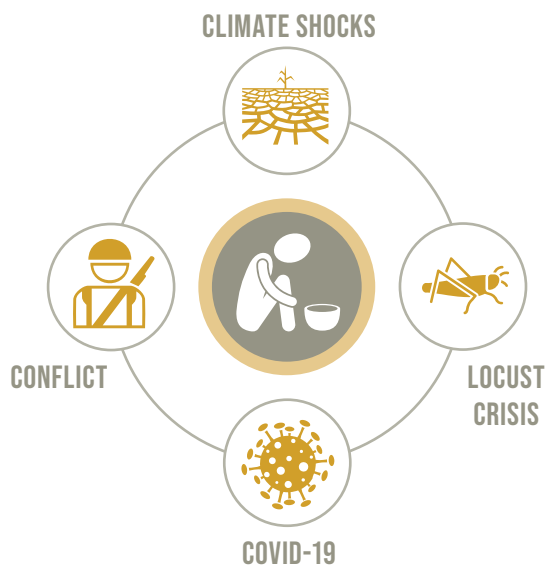 CLIMATE SHOCKS
CONFLICT
LOCUST
CRISIS
COVID-19